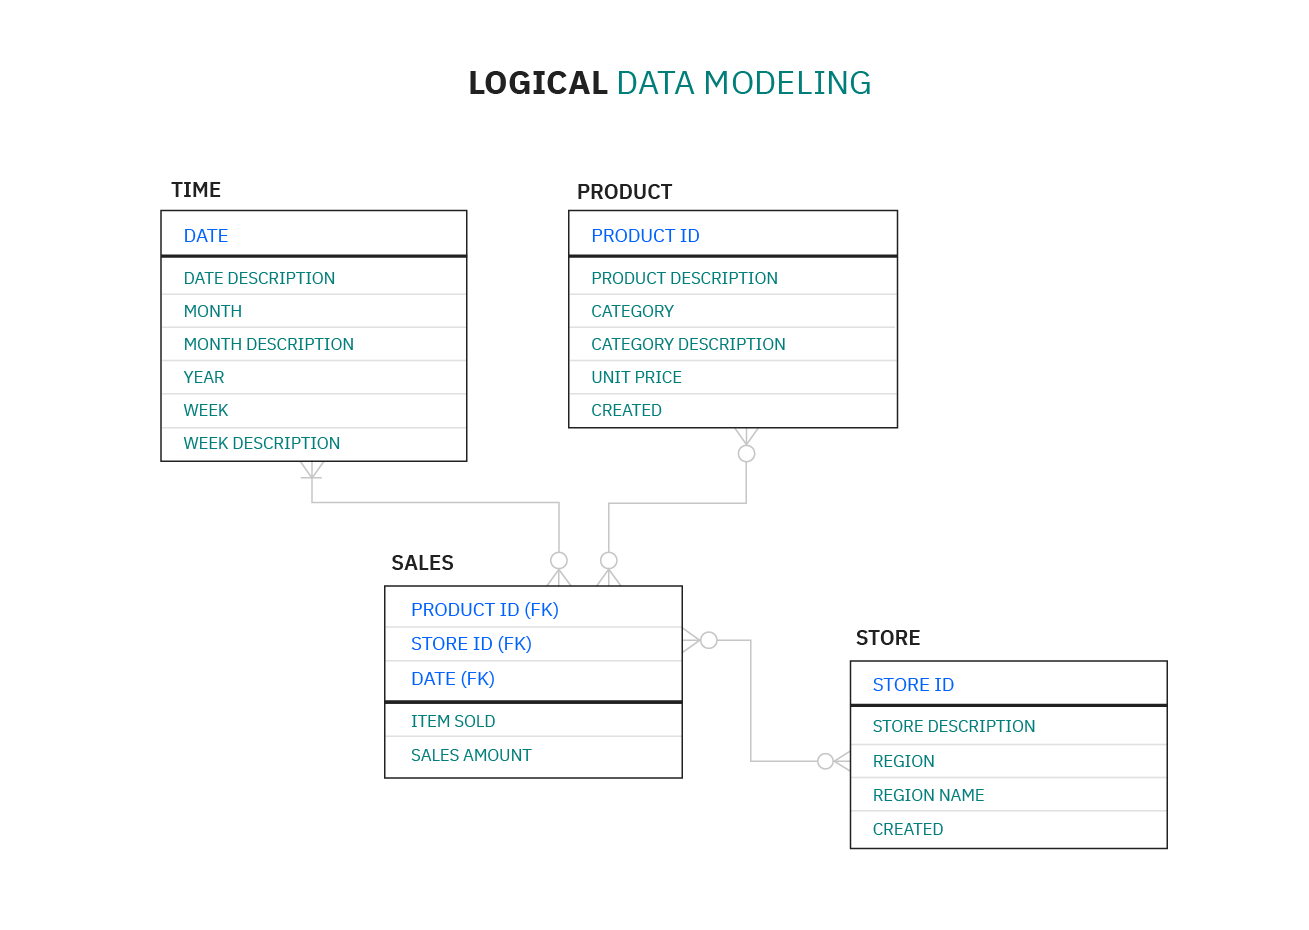 LOGICAL DATA MODELING
TIME
DATE
DATE DESCRIPTION
MONTH
MONTH DESCRIPTION
YEAR
WEEK
WEEK DESCRIPTION
PRODUCT
PRODUCT ID
PRODUCT DESCRIPTION
CATEGORY
CATEGORY DESCRIPTION
UNIT PRICE
CREATED
SALES
PRODUCT ID (FK)
STORE ID (FK)
DATE (FK)
ITEM SOLD
SALES AMOUNT
STORE
STORE ID
STORE DESCRIPTION
REGION
REGION NAME
CREATED